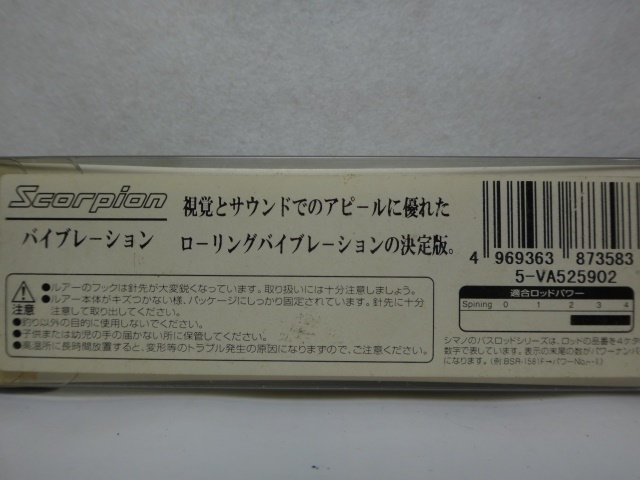 Scorpion
バイブレーション
視覚とサウンドでのアピールに優れた
ローリングバイブレーションの決定版。
4 969363 873583
5-VA525902
適合ロッドパワー
Spining 0 1 2 3 4
シマノのバスロッドシリーズは、ロッドの品番を4ケタ
数字で表しています。表示の末尾の数がパワーナンバ
になります。(例 BSR-1581F→パワーNo.
注意
●ルアーのフックは針先が大変鋭くなっています。取り扱いには十分注意しましょう。
●ルアー本体がキズつかない様、パッケージにしっかり固定されています。針先に十分
注意して取り出してください。
●釣り以外の目的に使用しないでください。
●子供または幼児の手の届かない所に保管してください。
●高温所に長時間放置すると、変形等のトラブル発生の原因になりますので、ご注意ください。